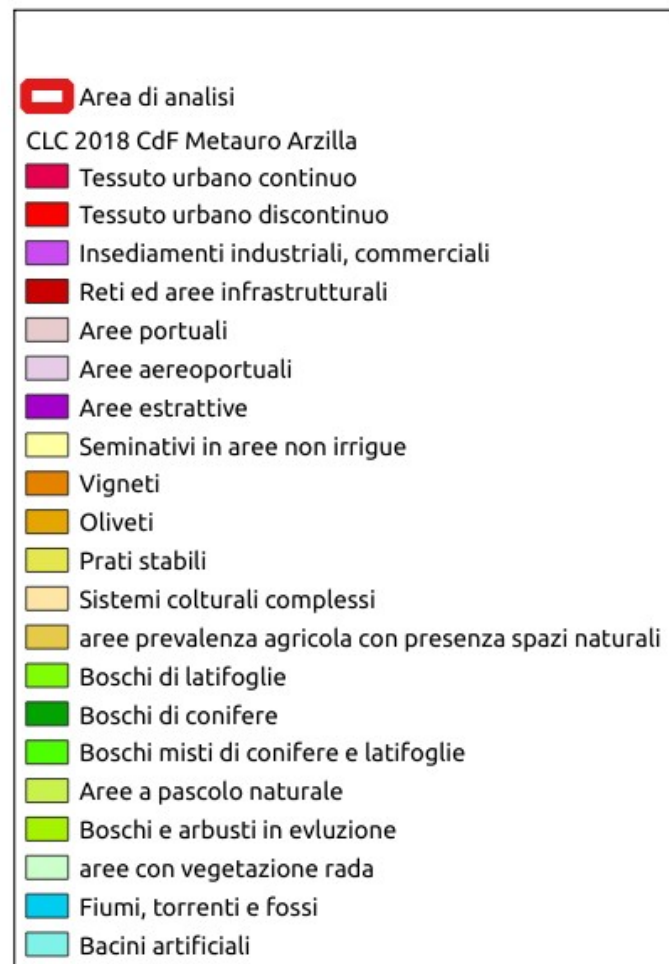 Area di analisi
CLC 2018 CdF Metauro Arzilla
Tessuto urbano continuo
Tessuto urbano discontinuo
Insediamenti industriali, commerciali
Reti ed aree infrastrutturali
Aree portuali
Aree aereoportuali
Aree estrattive
Seminativi in aree non irrigue
Vigneti
Oliveti
Prati stabili
Sistemi colturali complessi
aree prevalenza agricola con presenza spazi naturali
Boschi di latifoglie
Boschi di conifere
Boschi misti di conifere e latifoglie
Aree a pascolo naturale
Boschi e arbusti in evluzione
aree con vegetazione rada
Fiumi, torrenti e fossi
Bacini artificiali